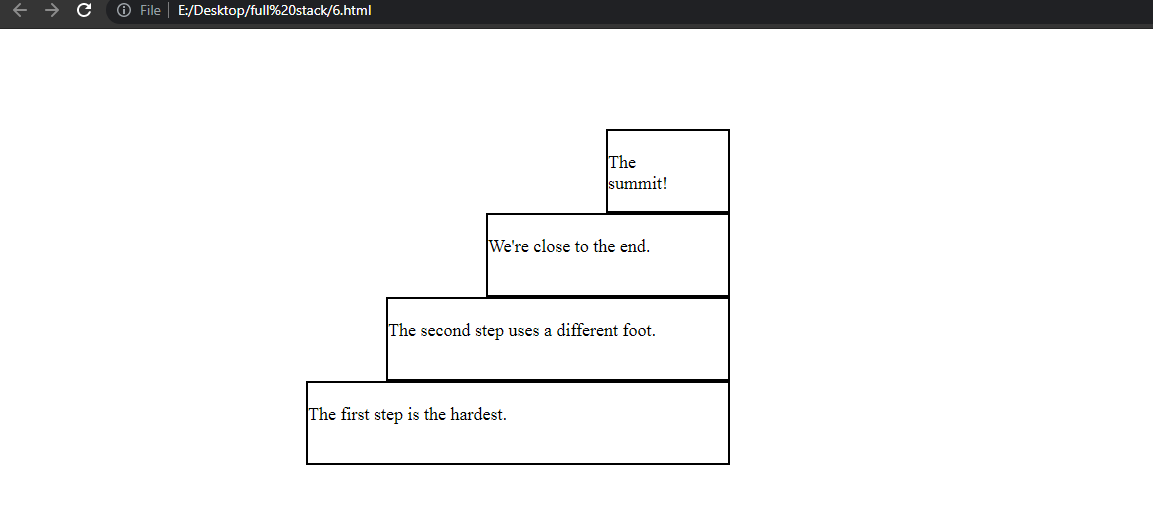 File E:/Desktop/full%20stack/6.html
The
summit!
We're close to the end.
The second step uses a different foot.
The first step is the hardest.